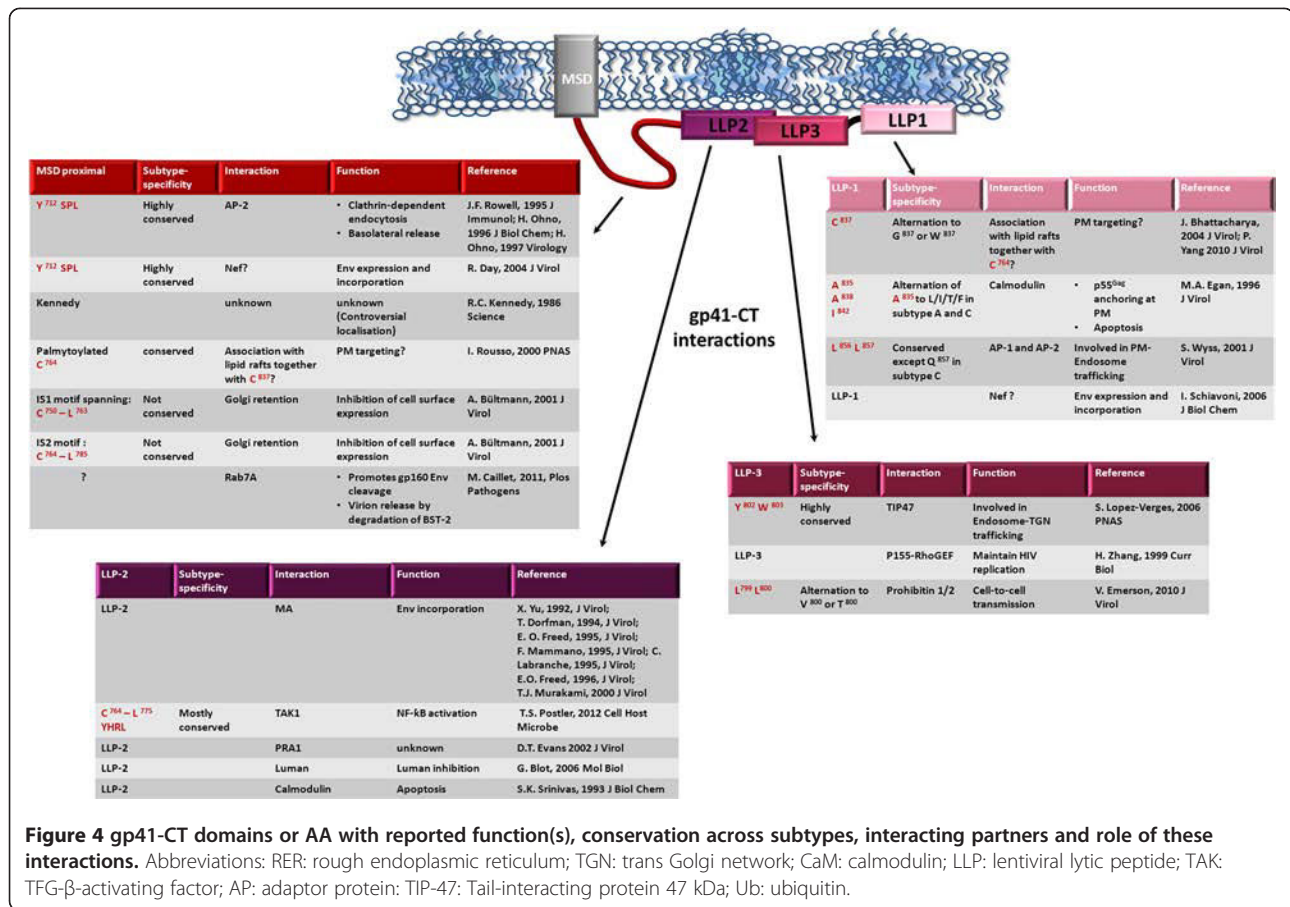 MSD
LLP2
LLP3
LLP1
gp41-CT
interactions
MSD proximal Subtype-specificity Interaction Function Reference
Y 712 SPL Highly conserved AP-2 • Clathrin-dependent endocytosis • Basolateral release J.F. Rowell, 1995 J Immunol; H. Ohno, 1996 J Biol Chem; H. Ohno, 1997 Virology
Y 712 SPL Highly conserved Nef? Env expression and incorporation R. Day, 2004 J Virol
Kennedy unknown unknown (Controversial localisation) R.C. Kennedy, 1986 Science
Palmytoylated C 764 conserved Association with lipid rafts together with C 837? PM targeting? I. Rousso, 2000 PNAS
IS1 motif spanning: C 750 – L 763 Not conserved Golgi retention Inhibition of cell surface expression A. Bültmann, 2001 J Virol
IS2 motif : C 764 – L 785 Not conserved Golgi retention Inhibition of cell surface expression A. Bültmann, 2001 J Virol
? Rab7A • Promotes gp160 Env cleavage • Virion release by degradation of BST-2 M. Caillet, 2011, Plos Pathogens
LLP-1 Subtype-specificity Interaction Function Reference
C 837 Alternation to G 837 or W 837 Association with lipid rafts together with C 764? PM targeting? J. Bhattacharya, 2004 J Virol; P. Yang 2010 J Virol
A 835 A 838 I 842 Alternation of A 835 to L/I/T/F in subtype A and C Calmodulin • p55Gag anchoring at PM • Apoptosis M.A. Egan, 1996 J Virol
L 856 L 857 Conserved except Q 857 in subtype C AP-1 and AP-2 Involved in PM-Endosome trafficking S. Wyss, 2001 J Virol
LLP-1 Nef ? Env expression and incorporation I. Schiavoni, 2006 J Biol Chem
LLP-3 Subtype-specificity Interaction Function Reference
Y 802 W 803 Highly conserved TIP47 Involved in Endosome-TGN trafficking S. Lopez-Verges, 2006 PNAS
LLP-3 P155-RhoGEF Maintain HIV replication H. Zhang, 1999 Curr Biol
L 799 L 800 Alternation to V 800 or T 800 Prohibitin 1/2 Cell-to-cell transmission V. Emerson, 2010 J Virol
LLP-2 Subtype-specificity Interaction Function Reference
LLP-2 MA Env incorporation X. Yu, 1992, J Virol; T. Dorfman, 1994, J Virol; E. O. Freed, 1995, J Virol; F. Mammano, 1995, J Virol; C. Labranche, 1995, J Virol; E.O. Freed, 1996, J Virol; T.J. Murakami, 2000 J Virol
C 764 – L 775 YHRL Mostly conserved TAK1 NF-kB activation T.S. Postler, 2012 Cell Host Microbe
LLP-2 PRA1 unknown D.T. Evans 2002 J Virol
LLP-2 Luman Luman inhibition G. Blot, 2006 Mol Biol
LLP-2 Calmodulin Apoptosis S.K. Srinivas, 1993 J Biol Chem
Figure 4 gp41-CT domains or AA with reported function(s), conservation across subtypes, interacting partners and role of these
interactions. Abbreviations: RER: rough endoplasmic reticulum; TGN: trans Golgi network; CaM: calmodulin; LLP: lentiviral lytic peptide; TAK:
TFG-β-activating factor; AP: adaptor protein: TIP-47: Tail-interacting protein 47 kDa; Ub: ubiquitin.